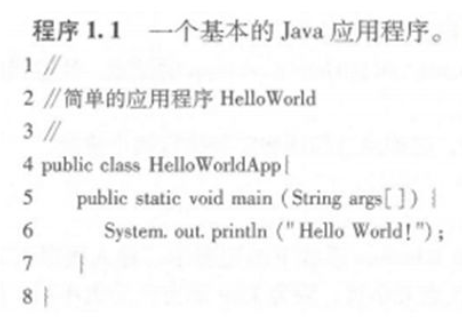 程序1.1 一个基本的 Java 应用程序。
1 //
2 //简单的应用程序 HelloWorld
3 //
4 public class HelloWorldApp{
5 public static void main (String args[ ]) {
6 System. out. println ("Hello World!");
7 }
8 }